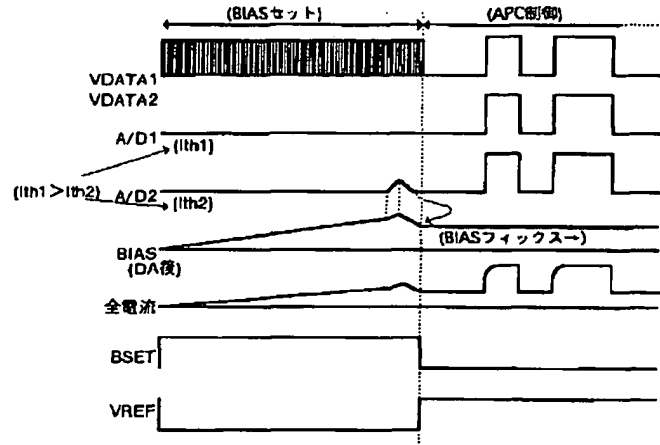 (BIASセット)
(APC制御)
VDATA1
VDATA2
A/D1
(Ith1)
(Ith1>Ith2)
A/D2
(Ith2)
(BIASフィックス→)
BIAS
(DA後)
全電流
BSET
VREF